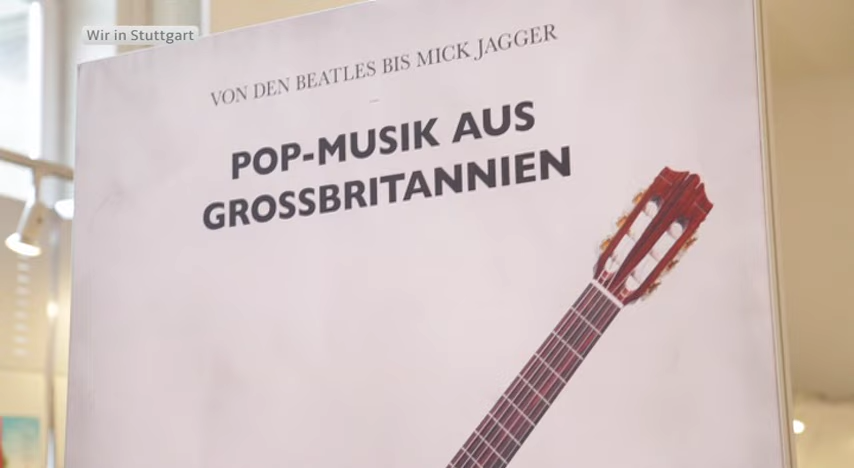 Wir in Stuttgart
VON DEN BEATLES BIS MICK JAGGER
POP-MUSIK AUS
GROSSBRITANNIEN